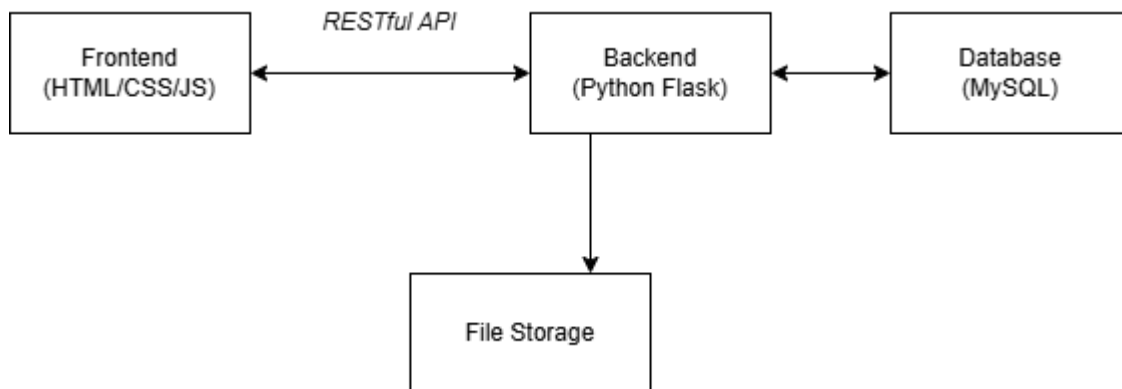 RESTful API
Frontend
(HTML/CSS/JS)
Backend
(Python Flask)
Database
(MySQL)
File Storage